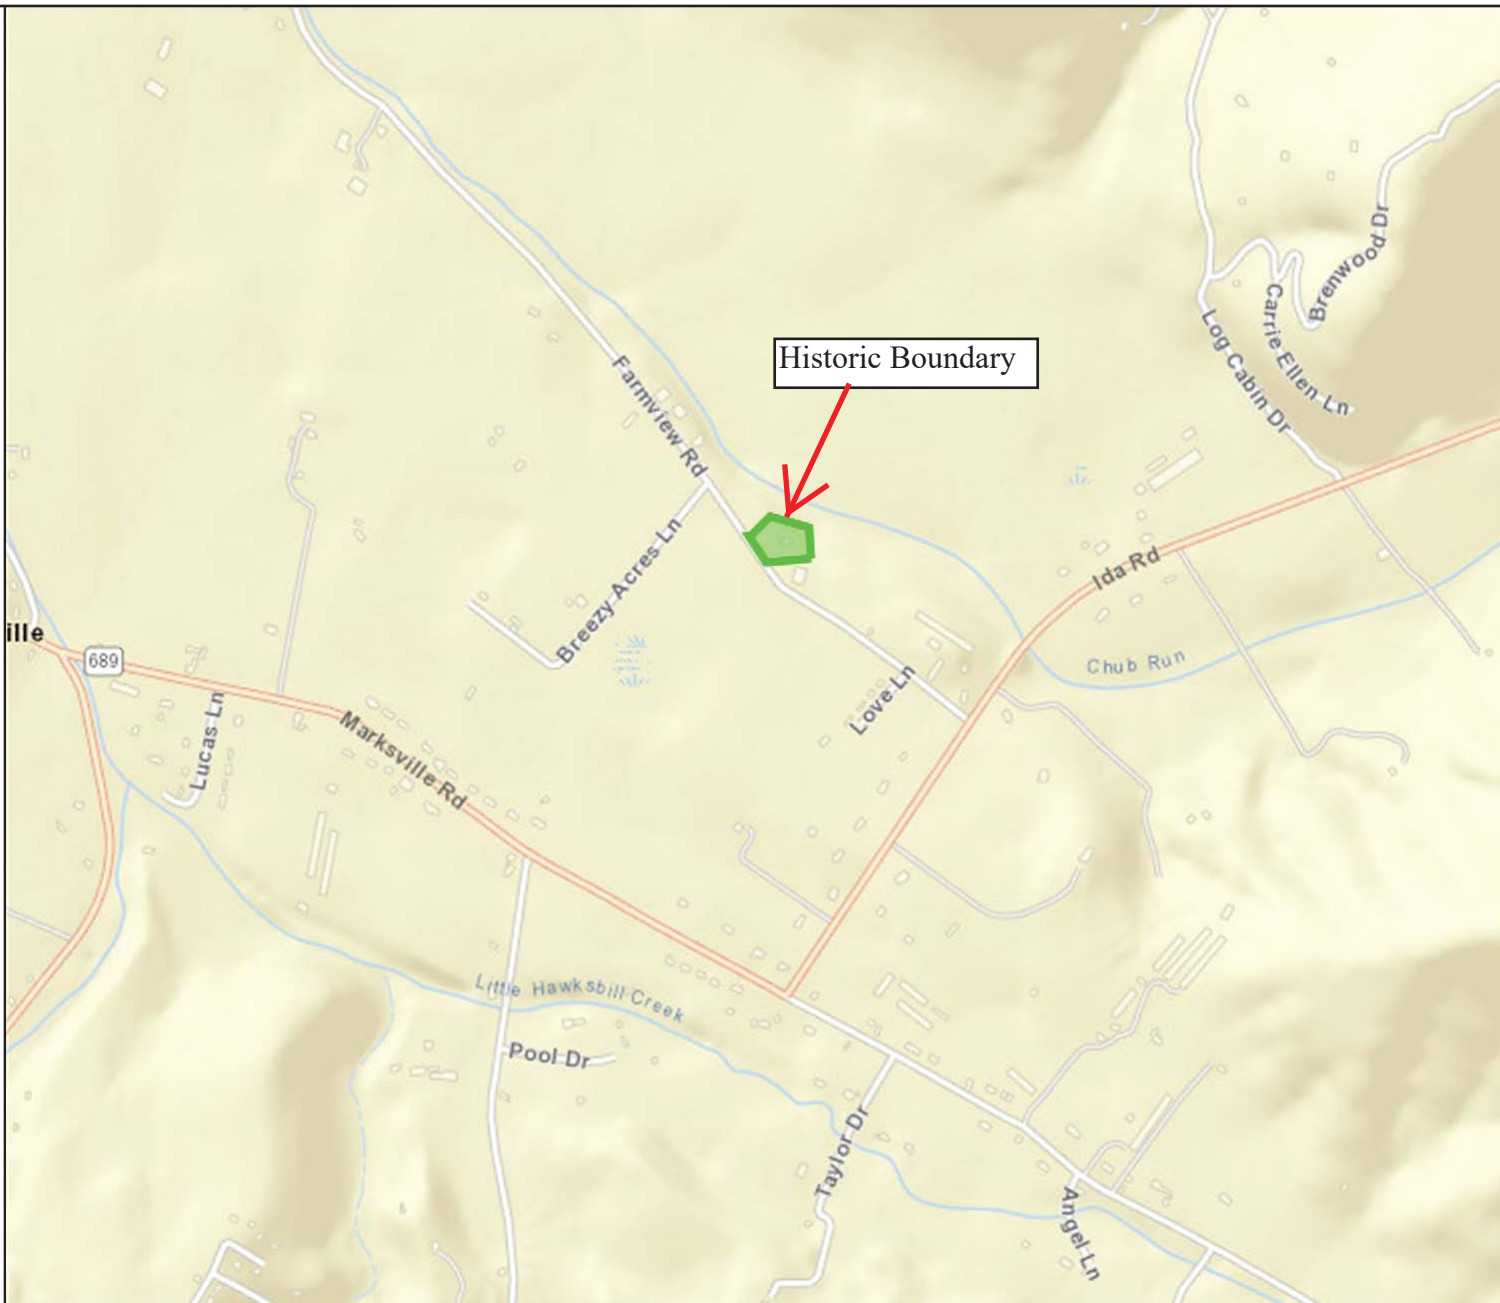 Brenwood Dr
Carrie Ellen Ln
Log Cabin Dr
Historic Boundary
Farmview Rd
Breezy Acres Ln
Ida Rd
ille
689
Chub Run
Love Ln
Lucas Ln
Marksville Rd
Little Hawksbill Creek
Pool Dr
Taylor Dr
Angel Ln